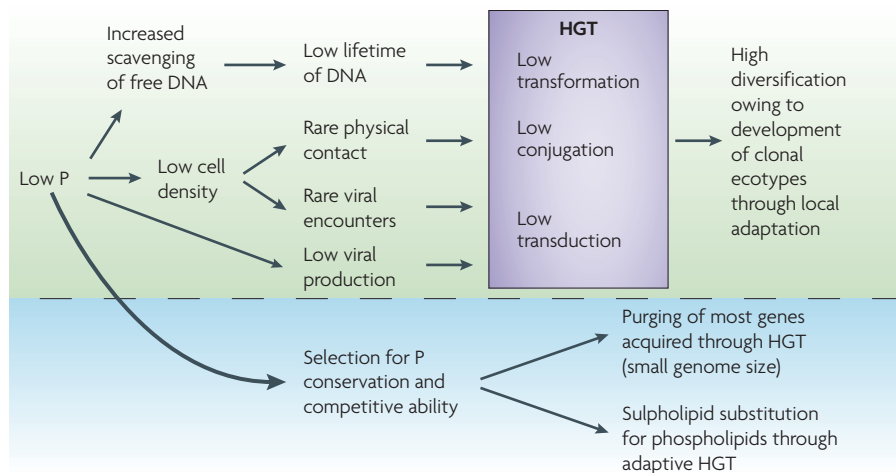 Increased
scavenging
of free DNA
Low lifetime
of DNA
HGT
Low
transformation
High
diversification
owing to
development
of clonal
ecotypes
through local
adaptation
Low P
Low cell
density
Rare physical
contact
Low
conjugation
Rare viral
encounters
Low
transduction
Low viral
production
Selection for P
conservation and
competitive ability
Purging of most genes
acquired through HGT
(small genome size)
Sulpholipid substitution
for phospholipids through
adaptive HGT